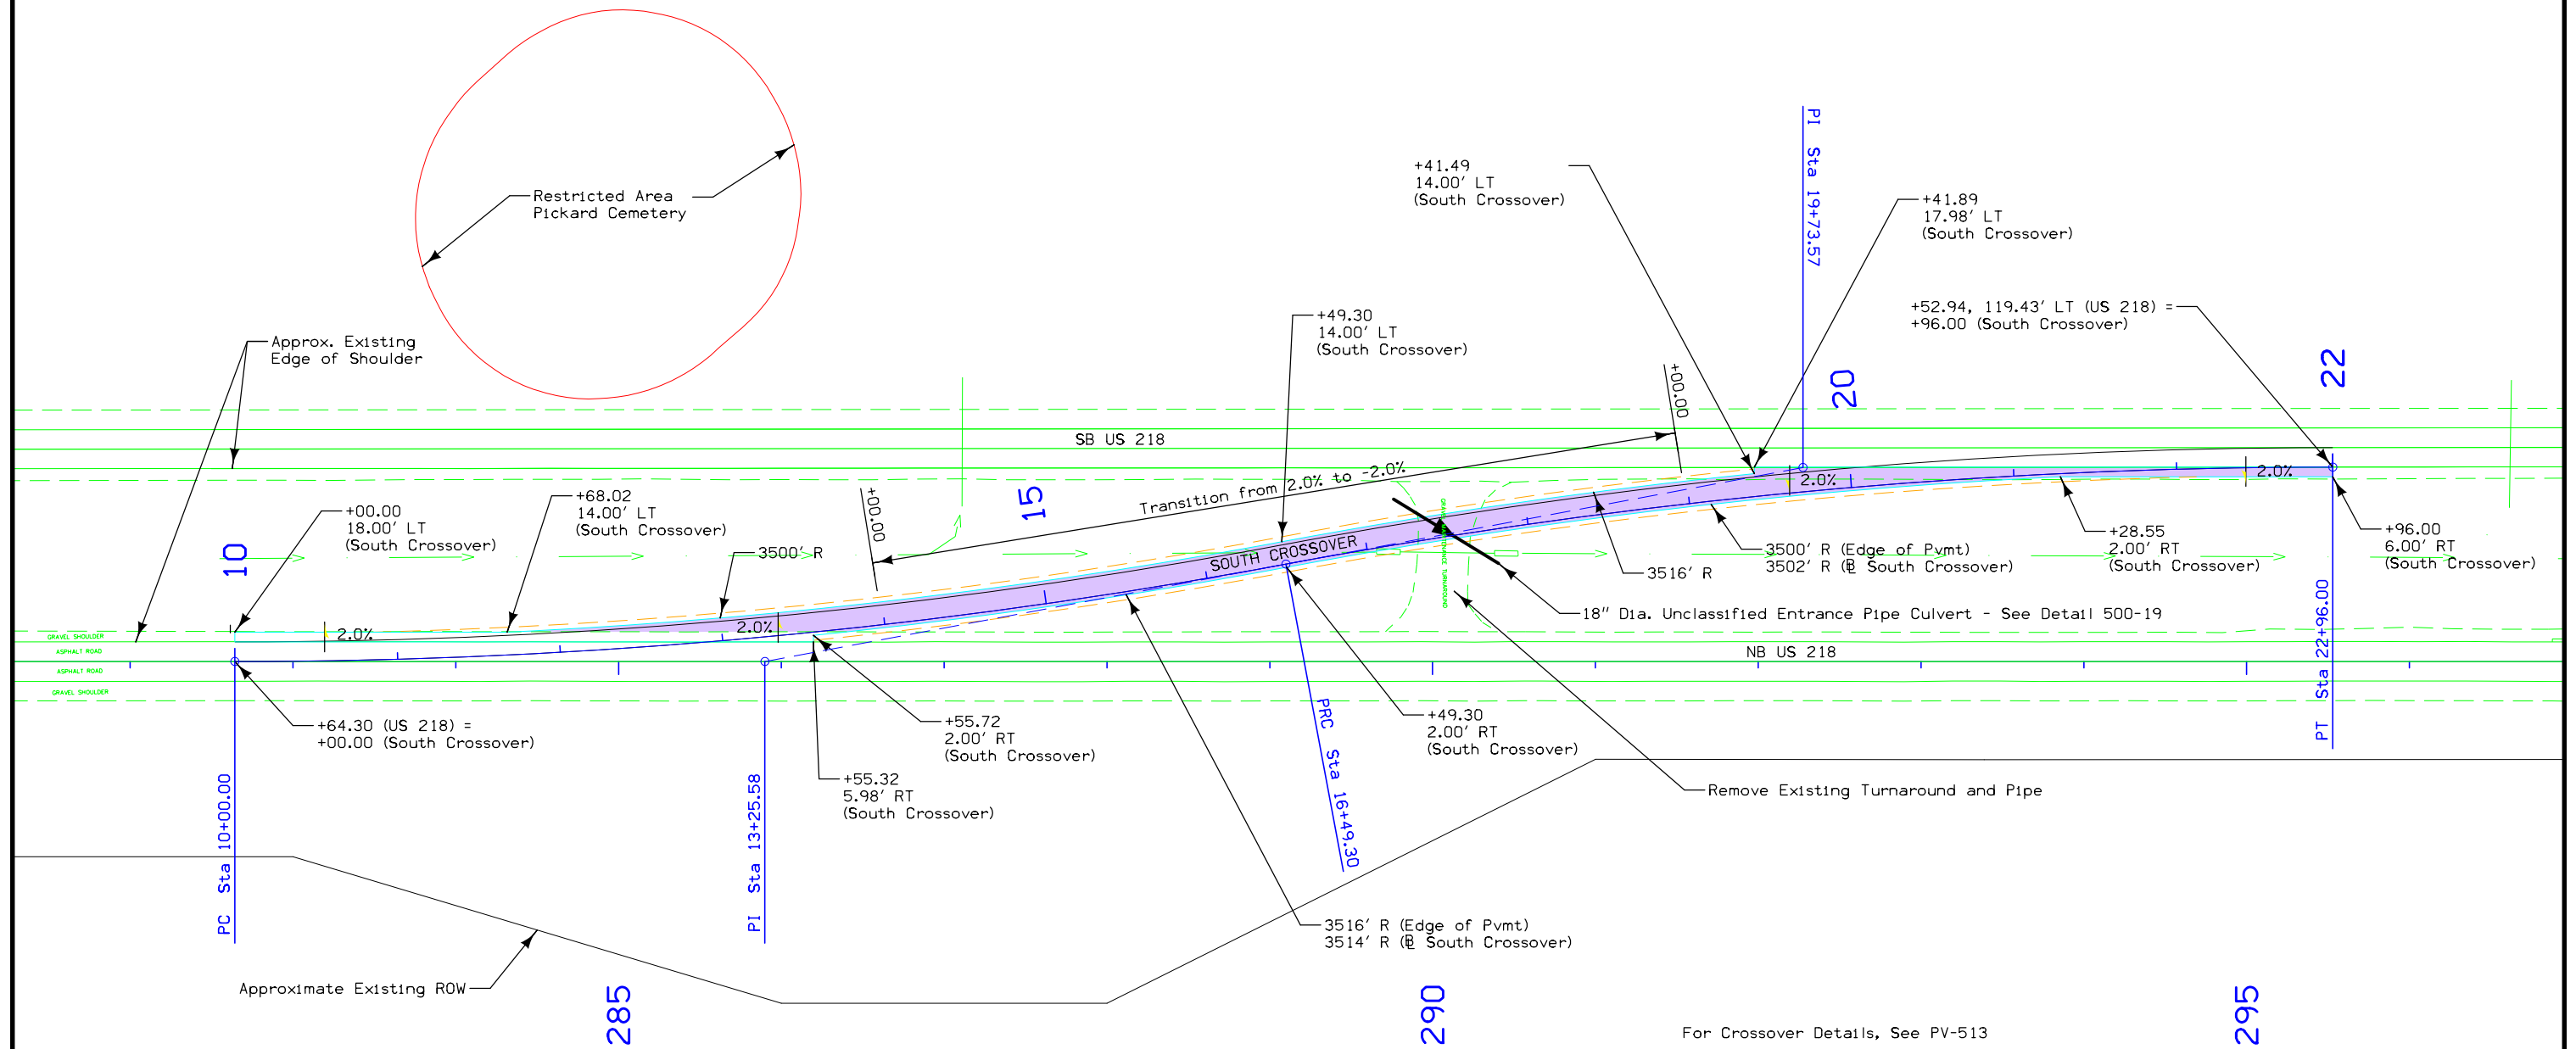 Restricted Area
Pickard Cemetery
PI Sta 19+73.57
+41.49
14.00' LT
(South Crossover)
+41.89
17.98' LT
(South Crossover)
+49.30
14.00' LT
(South Crossover)
+52.94, 119.43' LT (US 218) =
+96.00 (South Crossover)
Approx. Existing
Edge of Shoulder
+00.00
20
22
SB US 218
Transition from 2.0% to -2.0%
2.0%
2.0%
+00.00
18.00' LT
(South Crossover)
+68.02
14.00' LT
(South Crossover)
+00.00
15
10
3500' R
SOUTH CROSSOVER
GRAVEL MAINTENANCE TURNAROUND
3516' R
3500' R (Edge of Pvmt)
3502' R (℄ South Crossover)
+28.55
2.00' RT
(South Crossover)
+96.00
6.00' RT
(South Crossover)
18" Dia. Unclassified Entrance Pipe Culvert - See Detail 500-19
2.0%
2.0%
GRAVEL SHOULDER
ASPHALT ROAD
NB US 218
ASPHALT ROAD
GRAVEL SHOULDER
+64.30 (US 218) =
+00.00 (South Crossover)
+55.72
2.00' RT
(South Crossover)
+55.32
5.98' RT
(South Crossover)
+49.30
2.00' RT
(South Crossover)
Remove Existing Turnaround and Pipe
PC Sta 10+00.00
PI Sta 13+25.58
PRC Sta 16+49.30
PT Sta 22+96.00
3516' R (Edge of Pvmt)
3514' R (℄ South Crossover)
Approximate Existing ROW
285
290
295
For Crossover Details, See PV-513